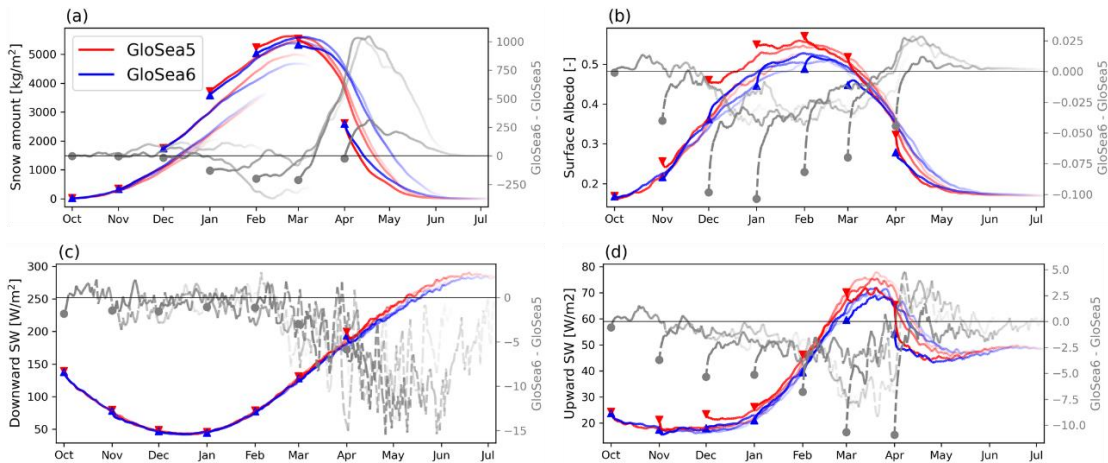 (a)
GloSea5
GloSea6
Snow amount [kg/m²]
5000
4000
3000
2000
1000
0
1000
750
500
250
0
−250
GloSea6 - GloSea5
Oct Nov Dec Jan Feb Mar Apr May Jun Jul
(b)
Surface Albedo [-]
0.5
0.4
0.3
0.2
0.025
0.000
−0.025
−0.050
−0.075
−0.100
GloSea6 - GloSea5
Oct Nov Dec Jan Feb Mar Apr May Jun Jul
(c)
Downward SW [W/m²]
300
250
200
150
100
50
0
−5
−10
−15
GloSea6 - GloSea5
Oct Nov Dec Jan Feb Mar Apr May Jun Jul
(d)
Upward SW [W/m2]
80
70
60
50
40
30
20
5.0
2.5
0.0
−2.5
−5.0
−7.5
−10.0
GloSea6 - GloSea5
Oct Nov Dec Jan Feb Mar Apr May Jun Jul